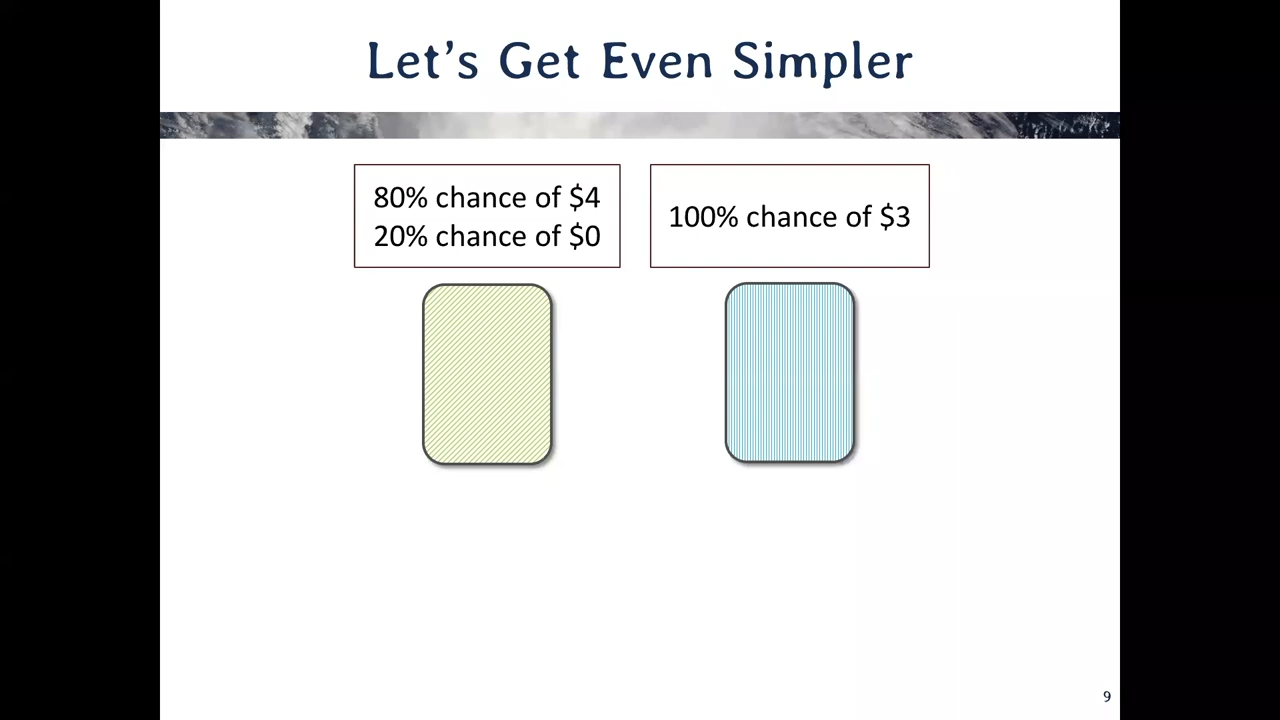 Let's Get Even Simpler
80% chance of $4
20% chance of $0
100% chance of $3
9